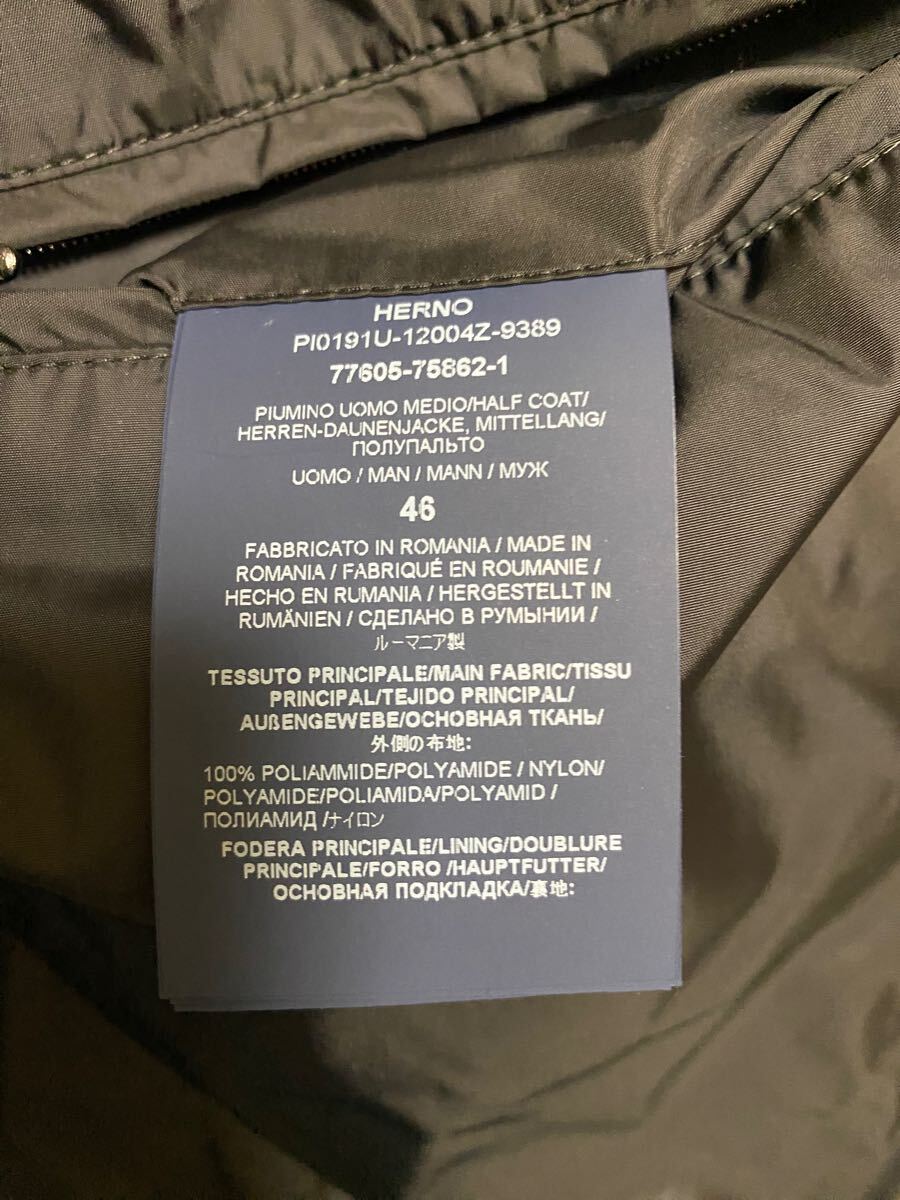 HERNO
PI0191U-12004Z-9389
77605-75862-1
PIUMINO UOMO MEDIO/HALF COAT/
HERREN-DAUNENJACKE, MITTELLANG/
ПОЛУПАЛЬТО
UOMO / MAN / MANN / МУЖ
46
FABBRICATO IN ROMANIA / MADE IN
ROMANIA / FABRIQUÉ EN ROUMANIE /
HECHO EN RUMANIA / HERGESTELLT IN
RUMÄNIEN / СДЕЛАНО В РУМЫНИИ /
ルーマニア製
TESSUTO PRINCIPALE/MAIN FABRIC/TISSU
PRINCIPAL/TEJIDO PRINCIPAL/
AUßENGEWEBE/ОСНОВНАЯ ТКАНЬ/
外側の布地:
100% POLIAMMIDE/POLYAMIDE / NYLON/
POLYAMIDE/POLIAMIDA/POLYAMID /
ПОЛИАМИД /ナイロン
FODERA PRINCIPALE/LINING/DOUBLURE
PRINCIPALE/FORRO /HAUPTFUTTER/
ОСНОВНАЯ ПОДКЛАДКА/裏地: